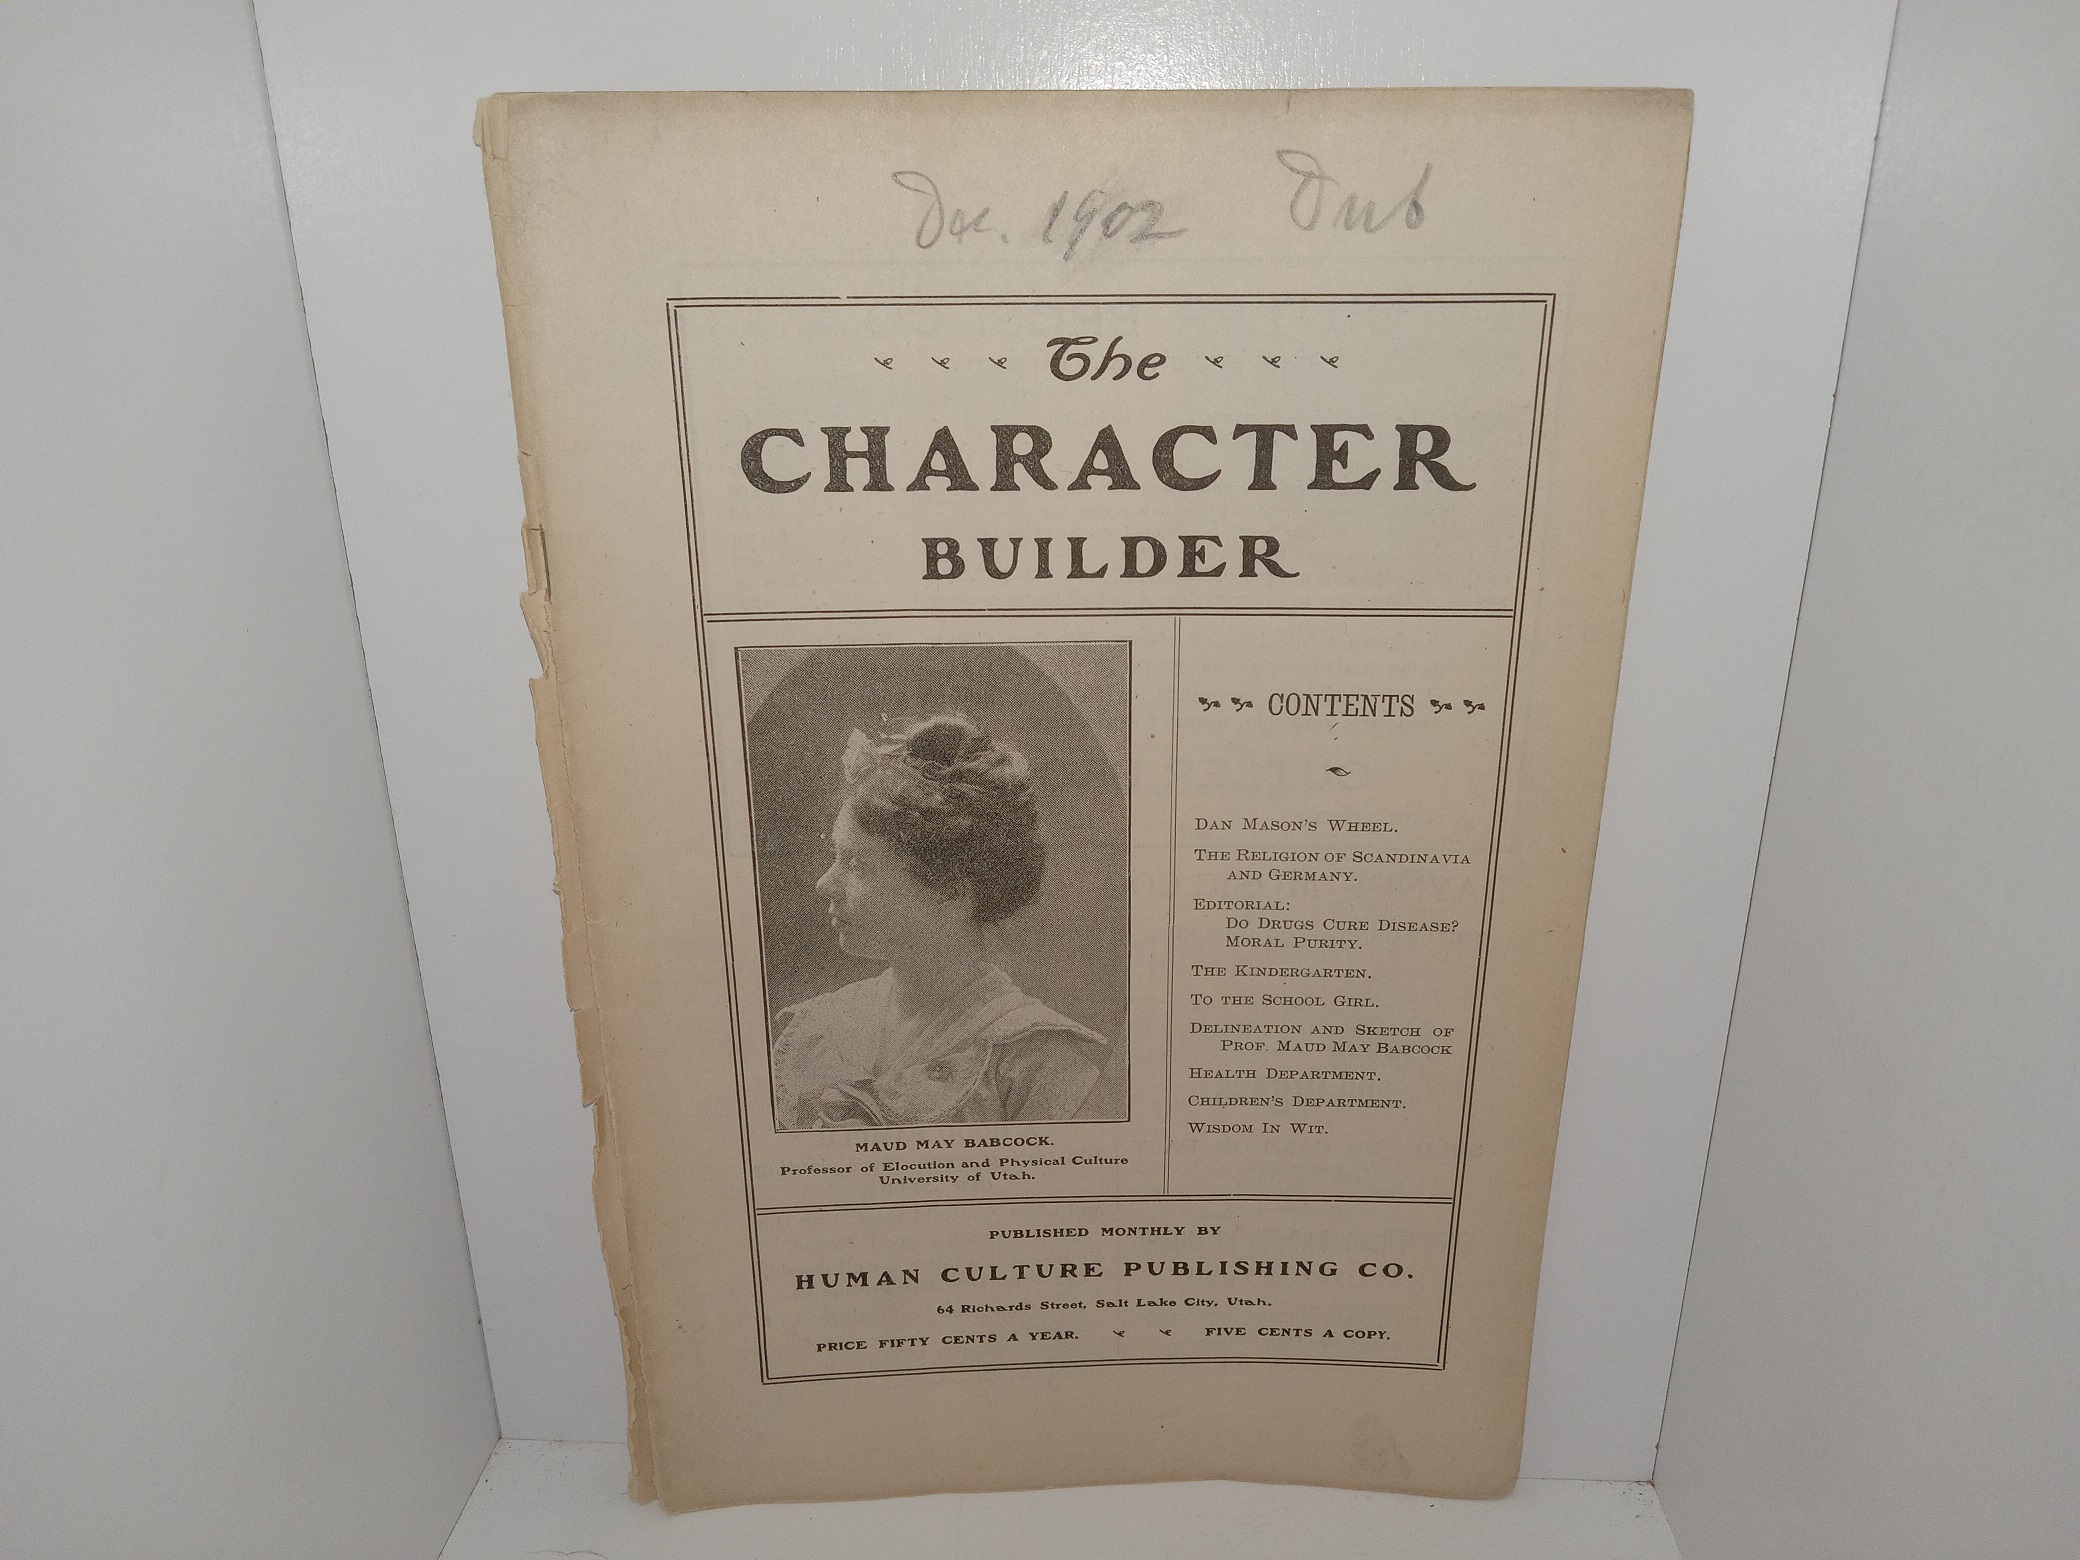 Dec. 1902 Dub
The
CHARACTER
BUILDER
CONTENTS
DAN MASON'S WHEEL.
THE RELIGION OF SCANDINAVIA
AND GERMANY.
EDITORIAL:
DO DRUGS CURE DISEASE?
MORAL PURITY.
THE KINDERGARTEN.
TO THE SCHOOL GIRL.
DELINEATION AND SKETCH OF
PROF. MAUD MAY BABCOCK
HEALTH DEPARTMENT.
CHILDREN'S DEPARTMENT.
WISDOM IN WIT.
MAUD MAY BABCOCK.
Professor of Elocution and Physical Culture
University of Utah.
PUBLISHED MONTHLY BY
HUMAN CULTURE PUBLISHING CO.
64 Richards Street, Salt Lake City, Utah.
PRICE FIFTY CENTS A YEAR. FIVE CENTS A COPY.